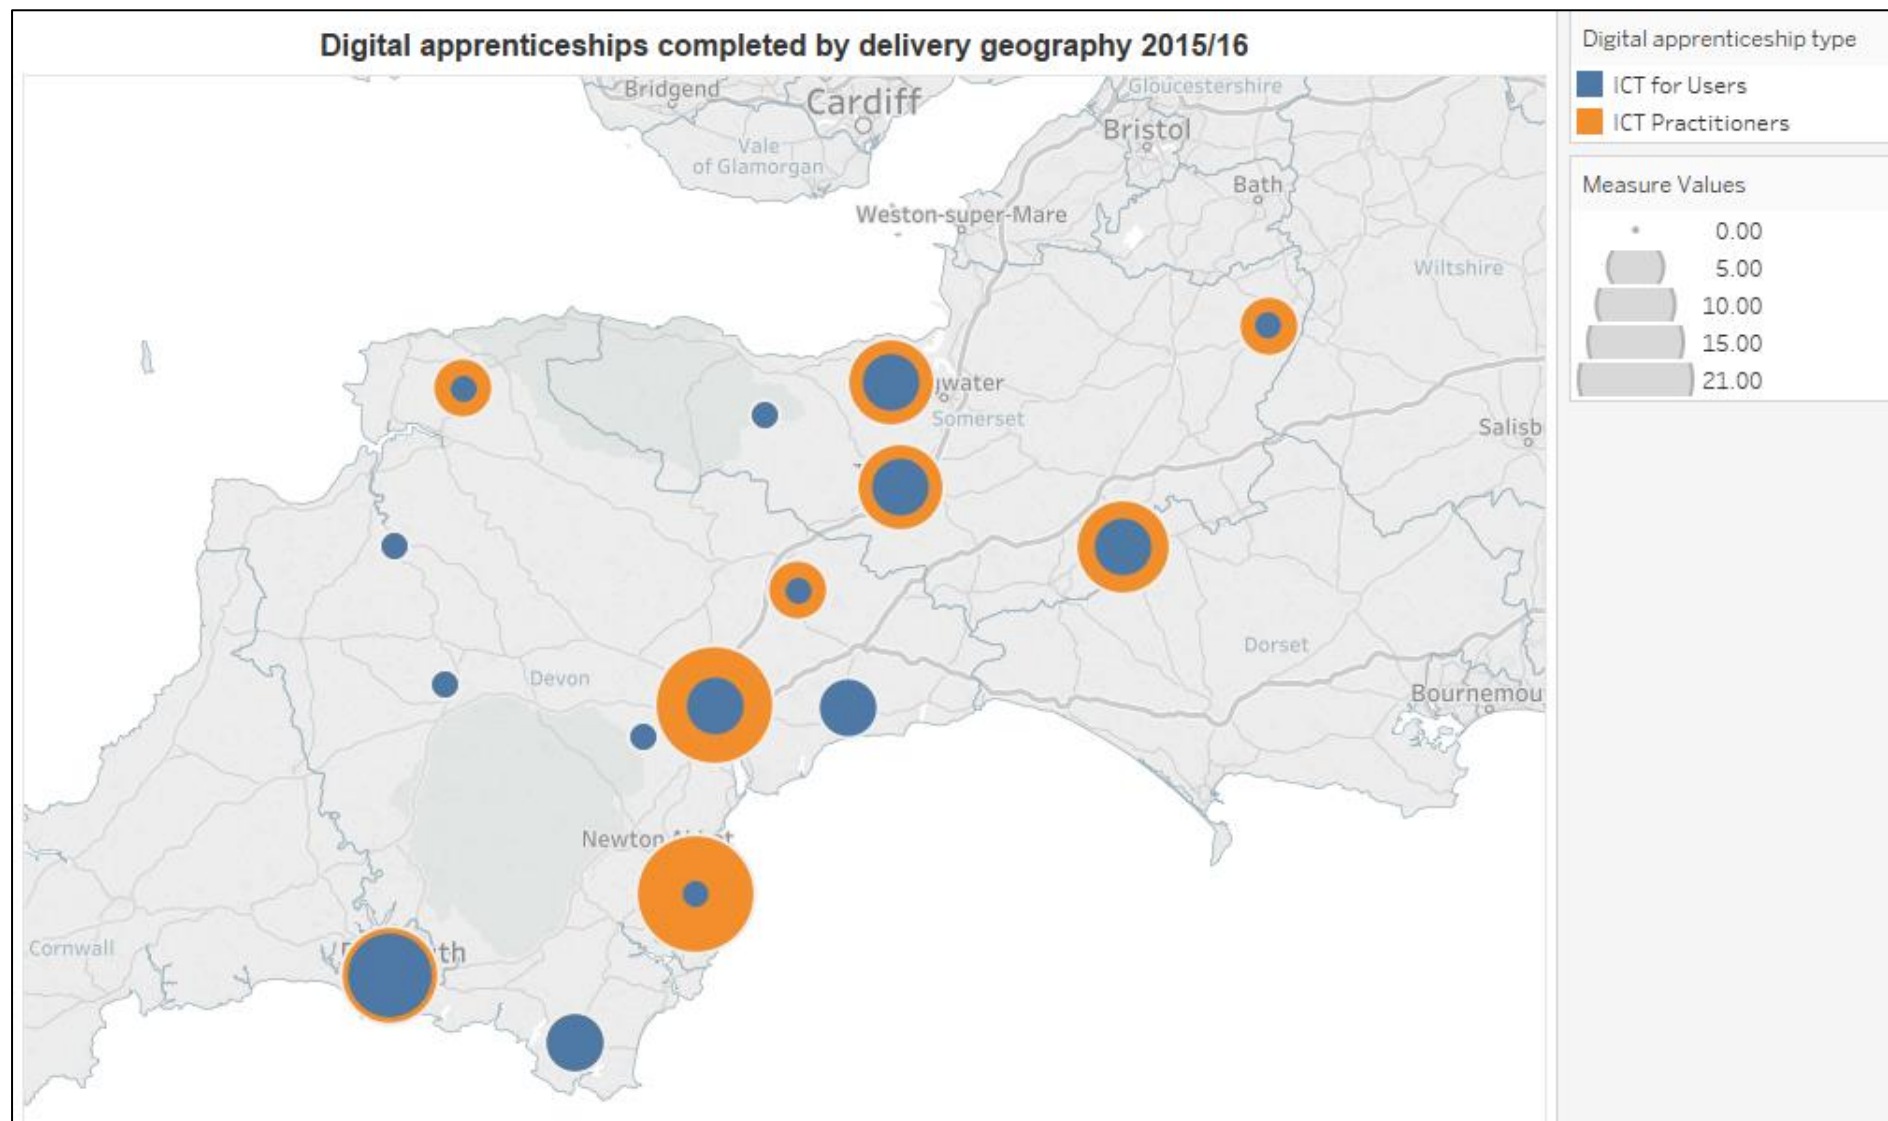 Digital apprenticeships completed by delivery geography 2015/16
Digital apprenticeship type
ICT for Users
ICT Practitioners
Measure Values
0.00
5.00
10.00
15.00
21.00
Bridgend
Cardiff
Gloucestershire
Bristol
Vale
of Glamorgan
Bath
Weston-super-Mare
Wiltshire
jwater
Somerset
Salisb
Dorset
Devon
Bournemou
Newton
Cornwall
th